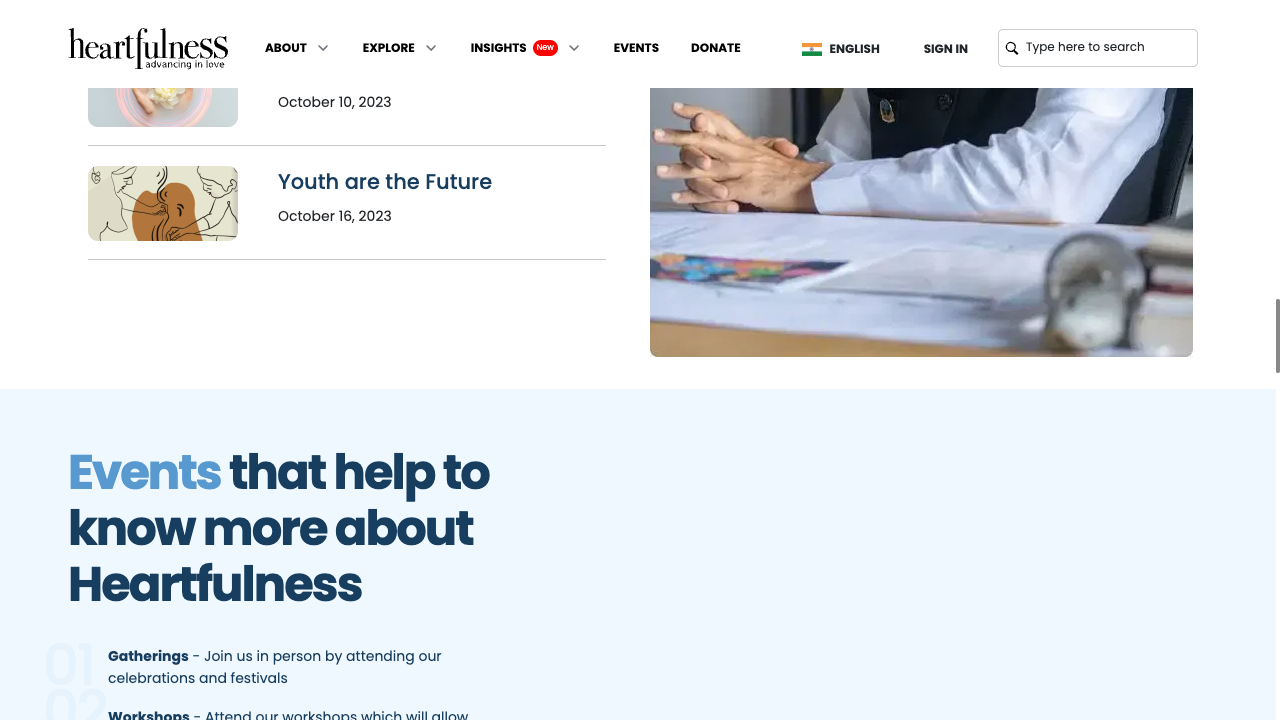 heartfulness
advancing in love
ABOUT
EXPLORE
INSIGHTS New
EVENTS
DONATE
ENGLISH
SIGN IN
Type here to search
October 10, 2023
Youth are the Future
October 16, 2023
Events that help to
know more about
Heartfulness
01
Gatherings - Join us in person by attending our
celebrations and festivals
02
Workshops - Attend our workshops which will allow